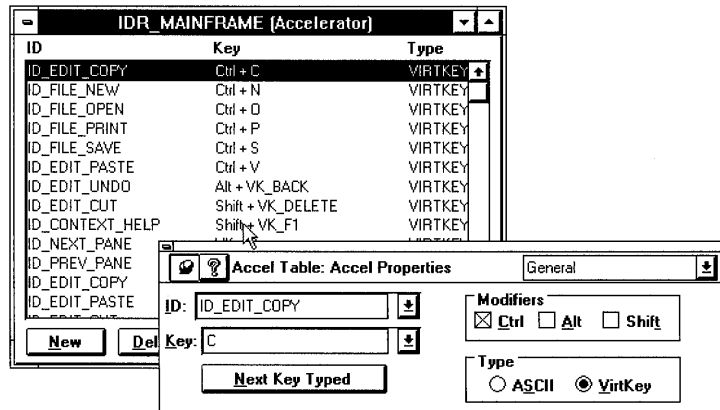 IDR_MAINFRAME (Accelerator)
ID Key Type
ID_EDIT_COPY Ctrl + C VIRTKEY
ID_FILE_NEW Ctrl + N VIRTKEY
ID_FILE_OPEN Ctrl + O VIRTKEY
ID_FILE_PRINT Ctrl + P VIRTKEY
ID_FILE_SAVE Ctrl + S VIRTKEY
ID_EDIT_PASTE Ctrl + V VIRTKEY
ID_EDIT_UNDO Alt + VK_BACK VIRTKEY
ID_EDIT_CUT Shift + VK_DELETE VIRTKEY
ID_CONTEXT_HELP Shift + VK_F1 VIRTKEY
ID_NEXT_PANE
ID_PREV_PANE
ID_EDIT_COPY
ID_EDIT_PASTE
New Del
Accel Table: Accel Properties General
ID: ID_EDIT_COPY
Key: C
Next Key Typed
Modifiers
Ctrl Alt Shift
Type
ASCII VirtKey